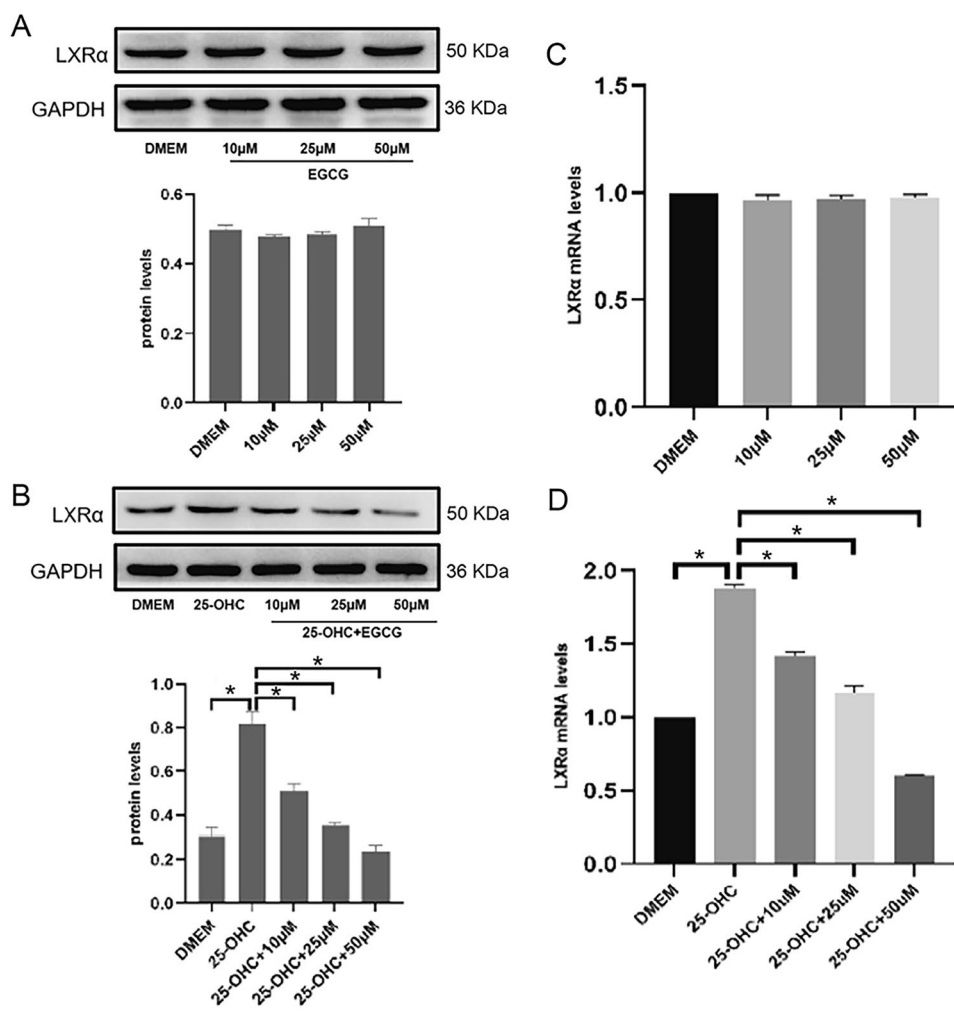 A
LXRα
50 KDa
GAPDH
36 KDa
DMEM 10μM 25μM 50μM
EGCG
protein levels
0.6
0.4
0.2
0.0
DMEM
10μM
25μM
50μM
B
LXRα
50 KDa
GAPDH
36 KDa
DMEM 25-OHC 10μM 25μM 50μM
25-OHC+EGCG
protein levels
1.0
0.8
0.6
0.4
0.2
0.0
* * * *
DMEM
25-OHC
25-OHC+10μM
25-OHC+25μM
25-OHC+50μM
C
LXRα mRNA levels
1.5
1.0
0.5
0.0
DMEM
10μM
25μM
50μM
D
LXRα mRNA levels
2.0
1.5
1.0
0.5
0.0
* * * *
DMEM
25-OHC
25-OHC+10uM
25-OHC+25uM
25-OHC+50uM